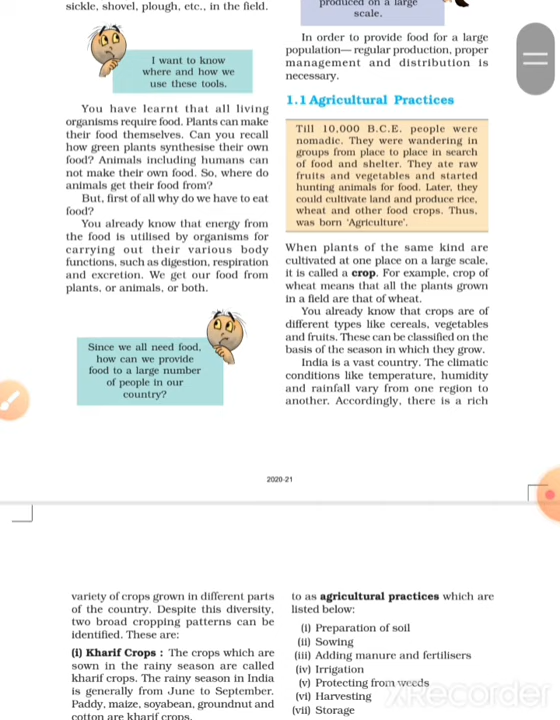 sickle, shovel, plough, etc., in the field.
I want to know
where and how we
use these tools.
You have learnt that all living
organisms require food. Plants can make
their food themselves. Can you recall
how green plants synthesise their own
food? Animals including humans can
not make their own food. So, where do
animals get their food from?
But, first of all why do we have to eat
food?
You already know that energy from
the food is utilised by organisms for
carrying out their various body
functions, such as digestion, respiration
and excretion. We get our food from
plants, or animals, or both.
Since we all need food,
how can we provide
food to a large number
of people in our
country?
produced on a large
scale.
In order to provide food for a large
population— regular production, proper
management and distribution is
necessary.
1.1 Agricultural Practices
Till 10,000 B.C.E. people were
nomadic. They were wandering in
groups from place to place in search
of food and shelter. They ate raw
fruits and vegetables and started
hunting animals for food. Later, they
could cultivate land and produce rice,
wheat and other food crops. Thus,
was born 'Agriculture'.
When plants of the same kind are
cultivated at one place on a large scale,
it is called a crop. For example, crop of
wheat means that all the plants grown
in a field are that of wheat.
You already know that crops are of
different types like cereals, vegetables
and fruits. These can be classified on the
basis of the season in which they grow.
India is a vast country. The climatic
conditions like temperature, humidity
and rainfall vary from one region to
another. Accordingly, there is a rich
2020-21
variety of crops grown in different parts
of the country. Despite this diversity,
two broad cropping patterns can be
identified. These are:
(i) Kharif Crops : The crops which are
sown in the rainy season are called
kharif crops. The rainy season in India
is generally from June to September.
Paddy, maize, soyabean, groundnut and
cotton are kharif crops.
to as agricultural practices which are
listed below:
(i) Preparation of soil
(ii) Sowing
(iii) Adding manure and fertilisers
(iv) Irrigation
(v) Protecting from weeds
(vi) Harvesting
(vii) Storage
XRecorder